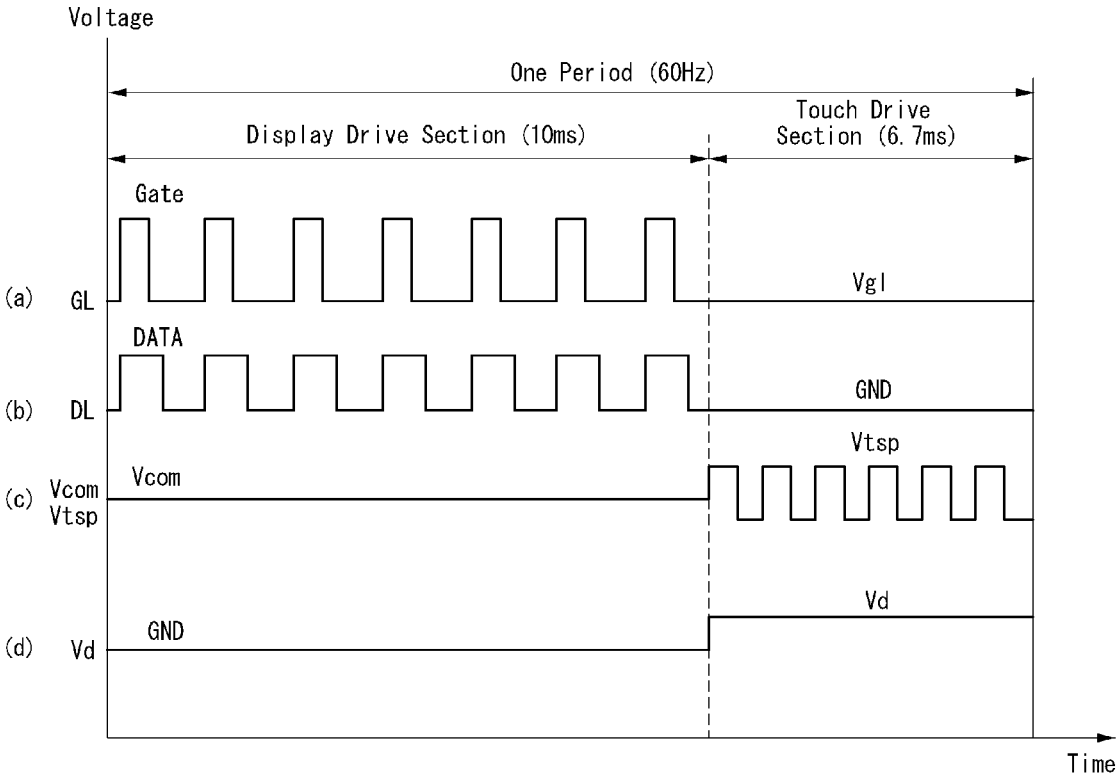 Voltage
One Period (60Hz)
Touch Drive
Section (6.7ms)
Display Drive Section (10ms)
Gate
(a) GL
Vgl
DATA
(b) DL
GND
Vtsp
Vcom
(c) Vcom
Vtsp
Vd
GND
(d) Vd
Time